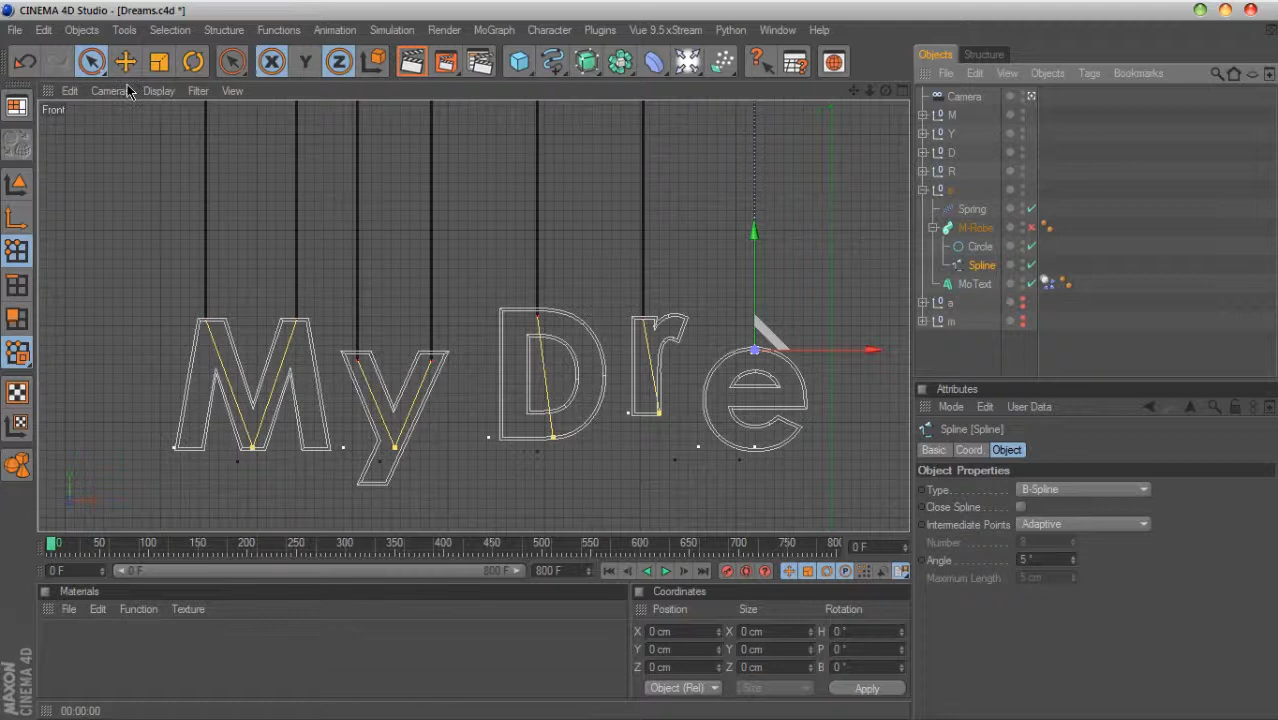 CINEMA 4D Studio - [Dreams.c4d *]
File Edit Objects Tools Selection Structure Functions Animation Simulation Render MoGraph Character Plugins Vue 9.5 xStream Python Window Help
Objects Structure
File Edit View Objects Tags Bookmarks
Edit Cameras Display Filter View
Front
Camera
M
Y
D
R
e
Spring
M-Robe
Circle
Spline
MoText
a
m
My Dre
Attributes
Mode Edit User Data
Spline [Spline]
Basic Coord. Object
Object Properties
Type B-Spline
Close Spline
Intermediate Points Adaptive
Number 8
Angle 5 °
Maximum Length 5 cm
0 50 100 150 200 250 300 350 400 450 500 550 600 650 700 750 800 0 F
0 F 0 F 800 F 800 F
Materials
File Edit Function Texture
Coordinates
Position Size Rotation
X 0 cm X 0 cm H 0 °
Y 0 cm Y 0 cm P 0 °
Z 0 cm Z 0 cm B 0 °
Object (Rel) Size Apply
MAXON
CINEMA 4D
00:00:00